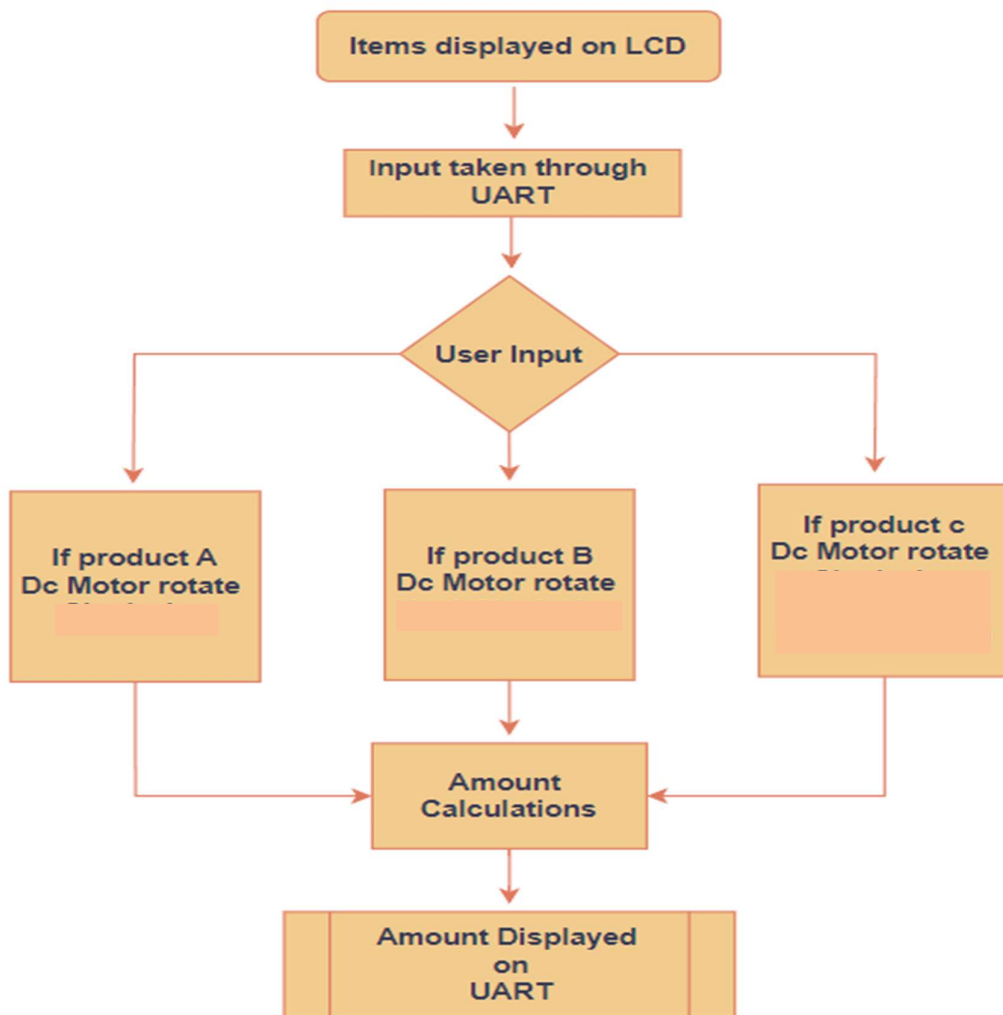 Items displayed on LCD
Input taken through
UART
User Input
If product A
Dc Motor rotate
If product B
Dc Motor rotate
If product c
Dc Motor rotate
Amount
Calculations
Amount Displayed
on
UART